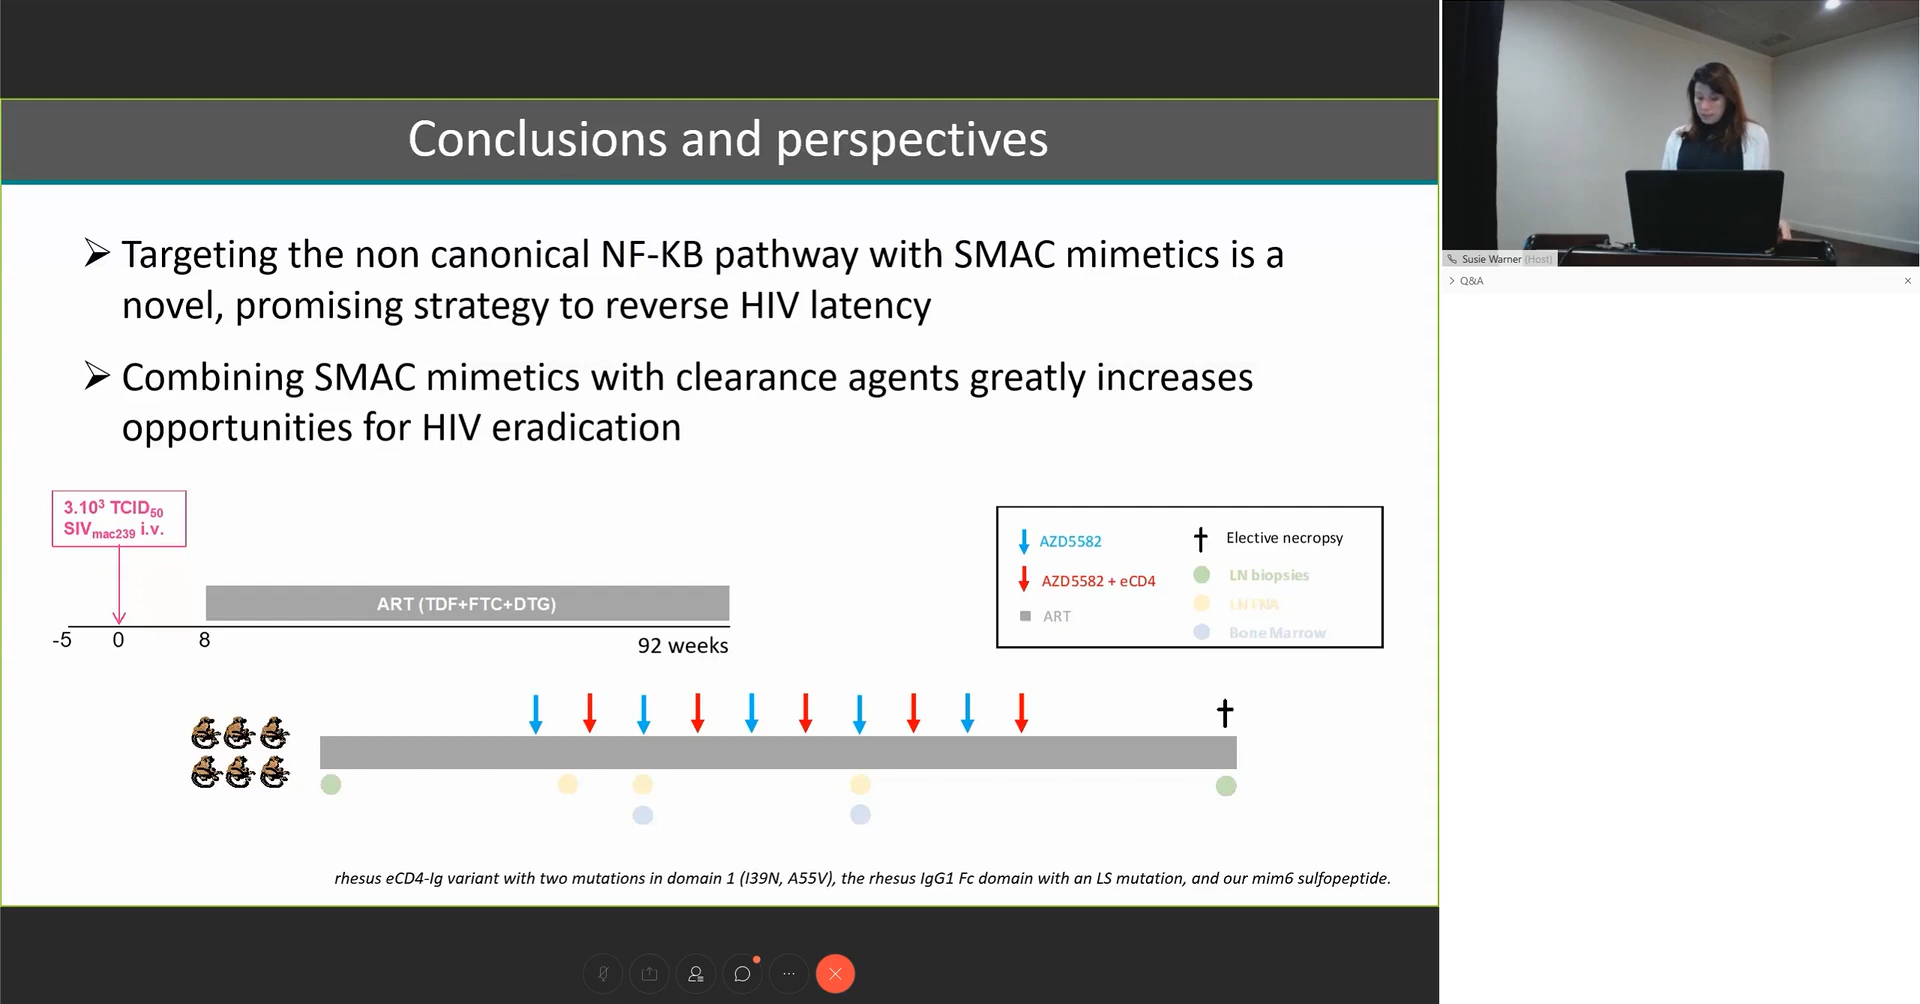 Conclusions and perspectives
Targeting the non canonical NF-KB pathway with SMAC mimetics is a
novel, promising strategy to reverse HIV latency
Combining SMAC mimetics with clearance agents greatly increases
opportunities for HIV eradication
3.10³ TCID₅₀
SIVmac239 i.v.
ART (TDF+FTC+DTG)
-5 0 8 92 weeks
AZD5582
AZD5582 + eCD4
ART
Elective necropsy
LN biopsies
LN FNA
Bone Marrow
rhesus eCD4-Ig variant with two mutations in domain 1 (I39N, A55V), the rhesus IgG1 Fc domain with an LS mutation, and our mim6 sulfopeptide.
Susie Warner (Host)
Q&A